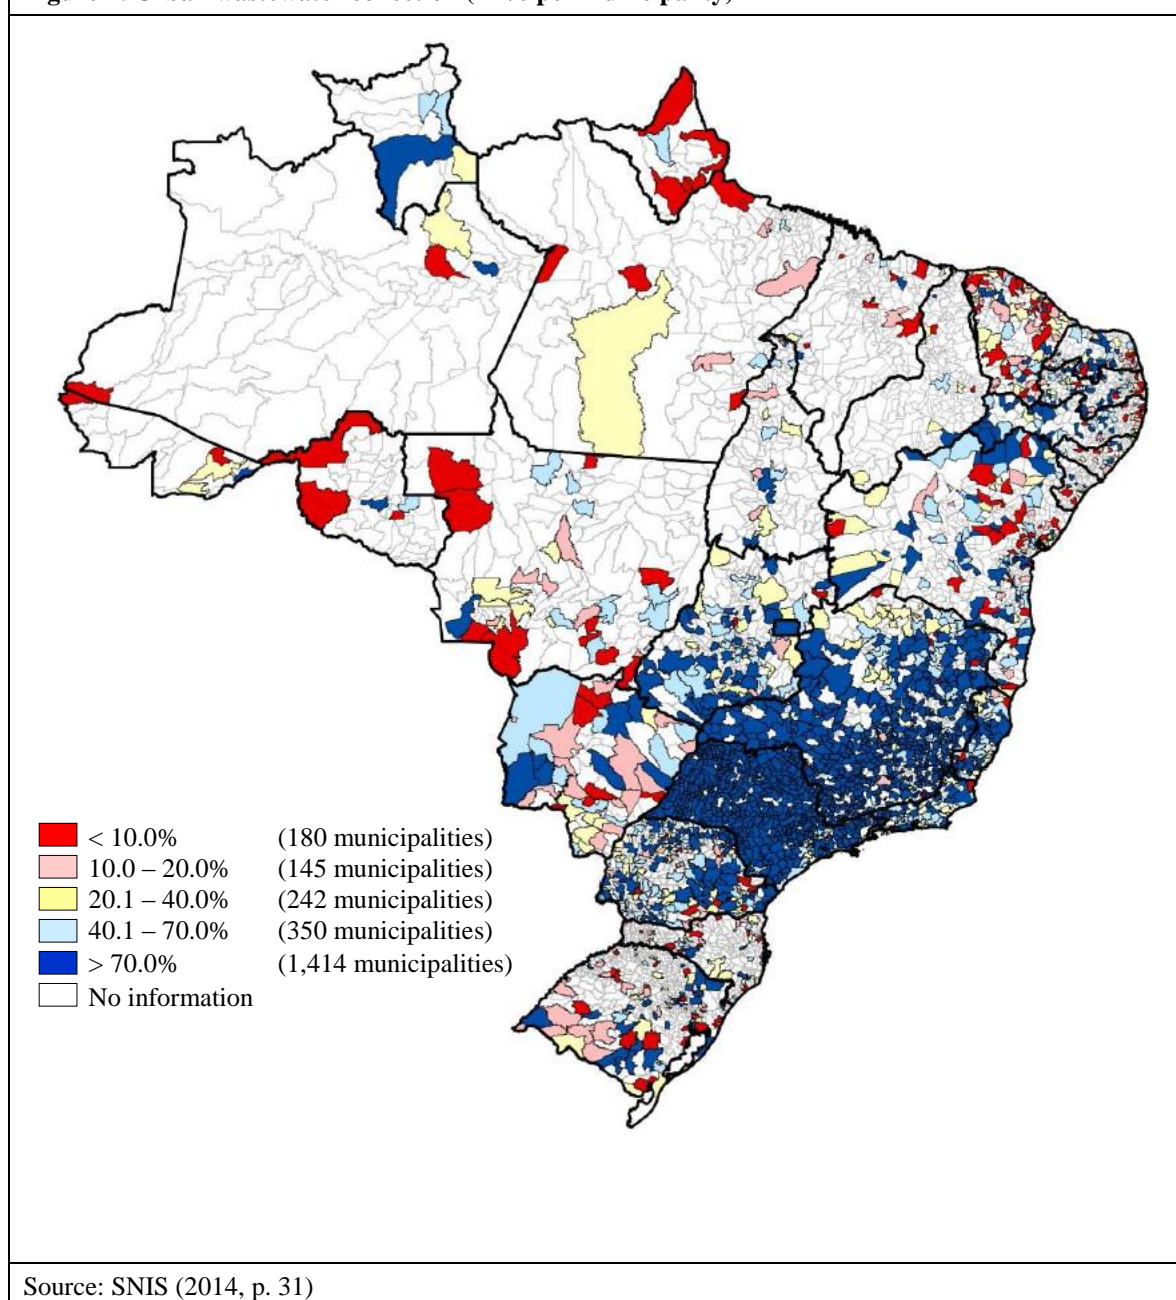 < 10.0% (180 municipalities)
10.0 – 20.0% (145 municipalities)
20.1 – 40.0% (242 municipalities)
40.1 – 70.0% (350 municipalities)
> 70.0% (1,414 municipalities)
No information
Source: SNIS (2014, p. 31)